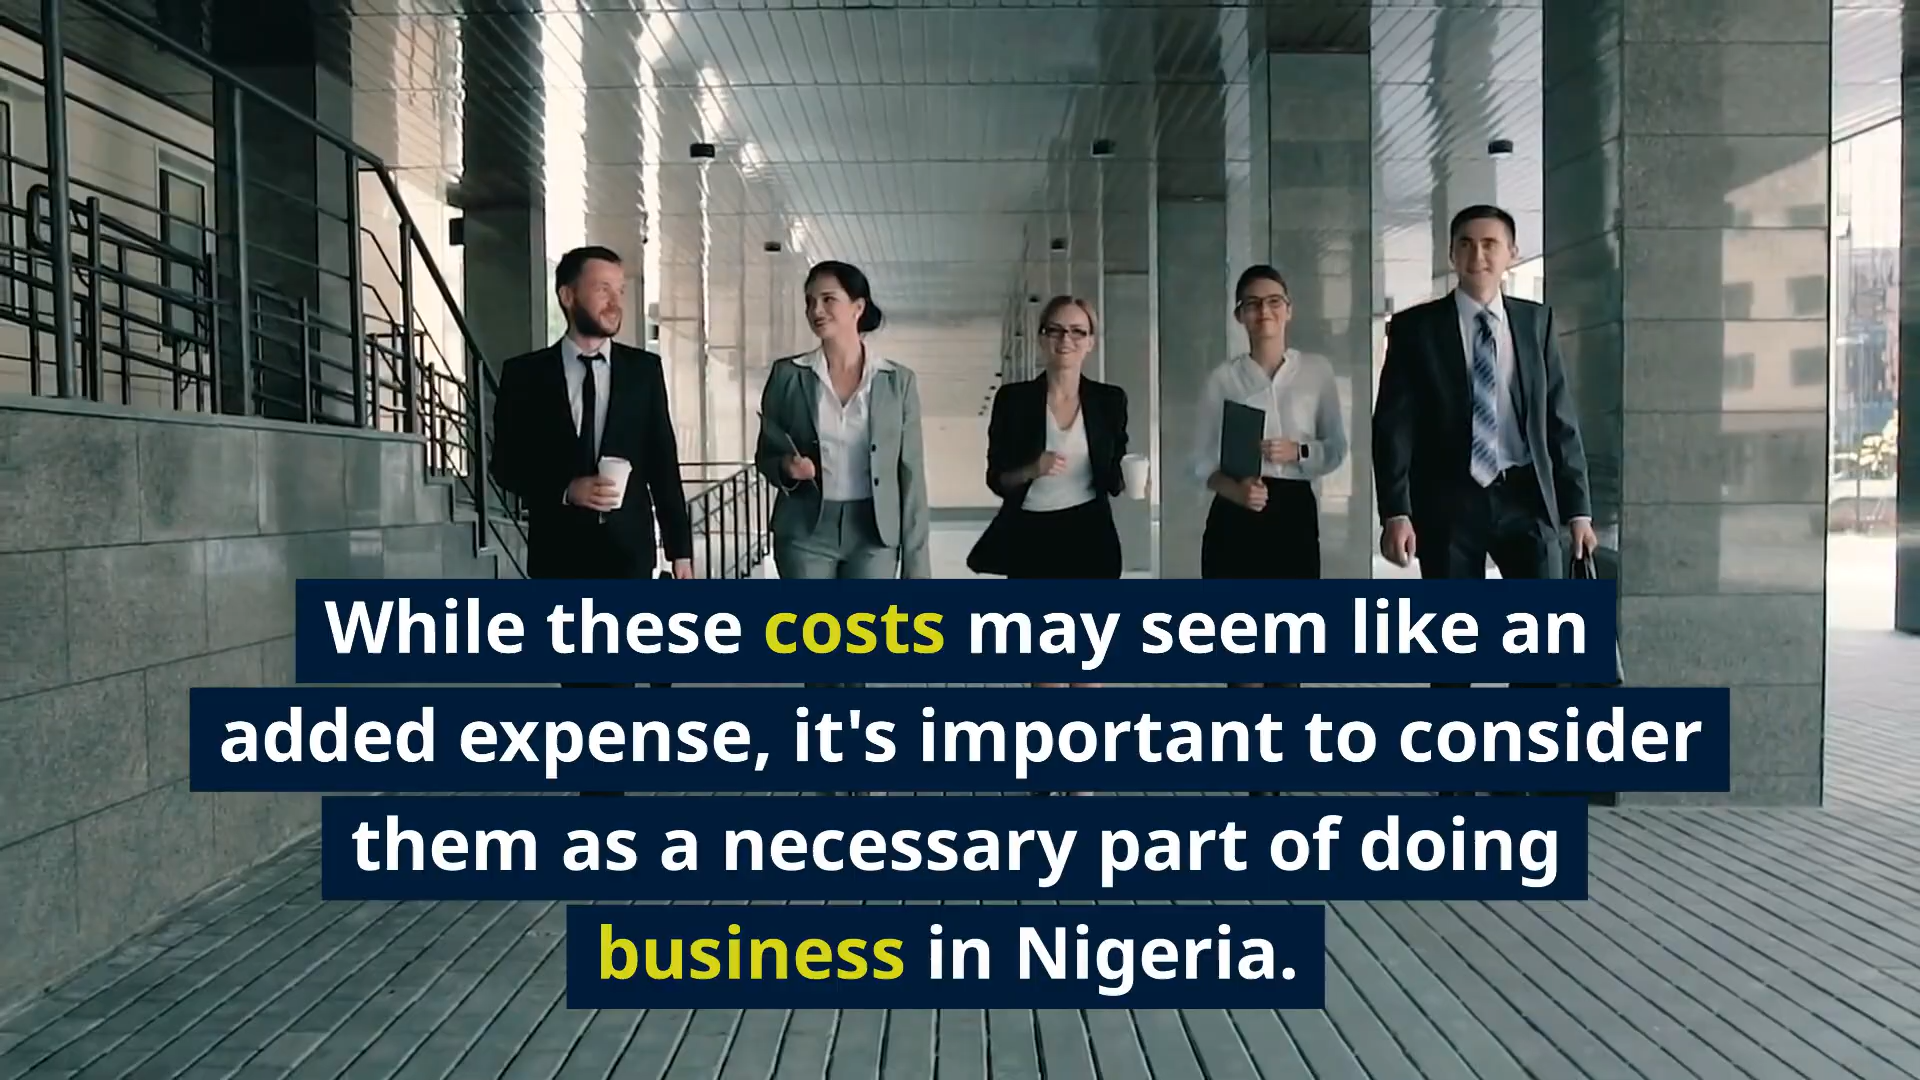 While these costs may seem like an
added expense, it's important to consider
them as a necessary part of doing
business in Nigeria.